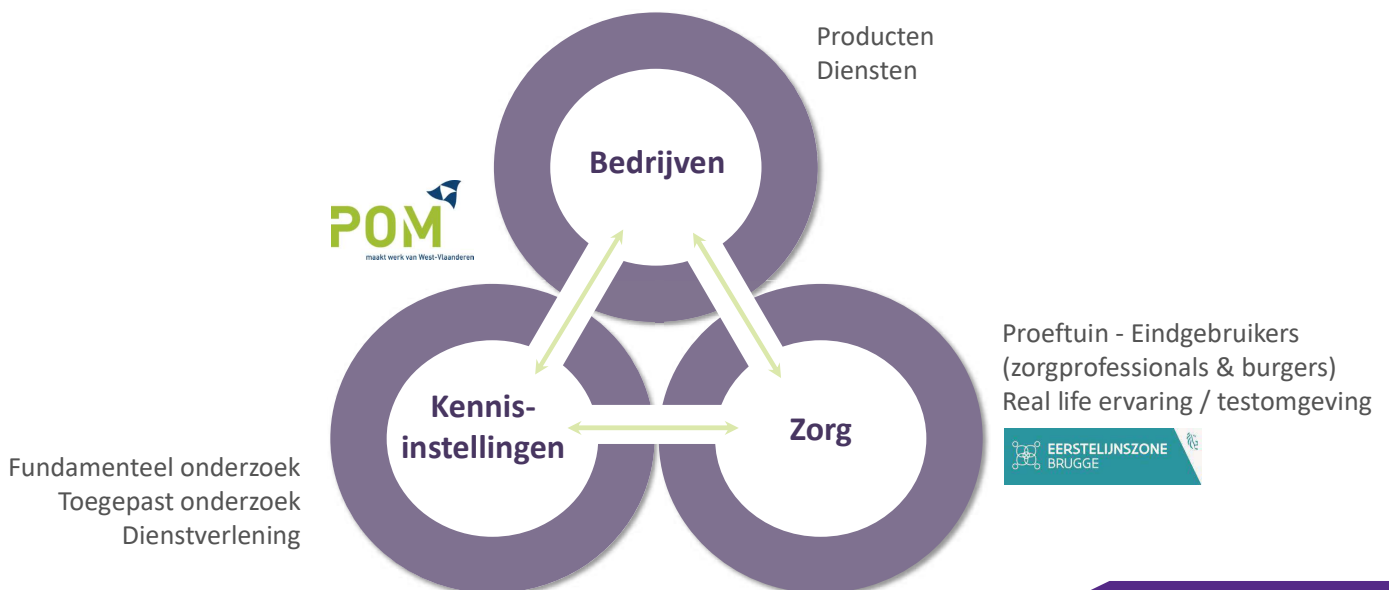 Producten
Diensten
Bedrijven
POM
maakt werk van West-Vlaanderen
Proeftuin - Eindgebruikers
(zorgprofessionals & burgers)
Real life ervaring / testomgeving
Kennis-
instellingen
Zorg
EERSTELIJNSZONE
BRUGGE
Fundamenteel onderzoek
Toegepast onderzoek
Dienstverlening